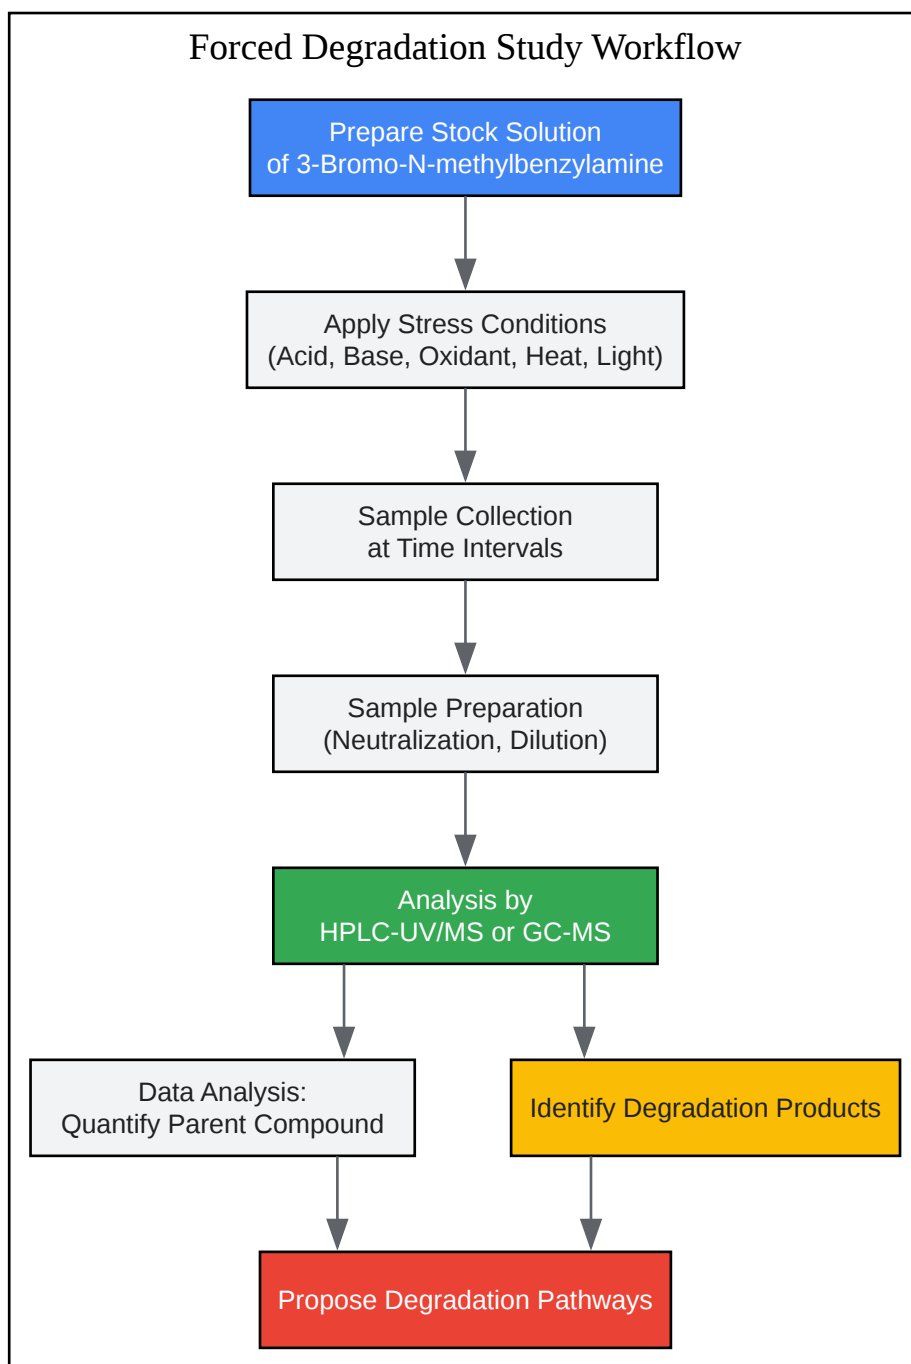 Forced Degradation Study Workflow
Prepare Stock Solution
of 3-Bromo-N-methylbenzylamine
Apply Stress Conditions
(Acid, Base, Oxidant, Heat, Light)
Sample Collection
at Time Intervals
Sample Preparation
(Neutralization, Dilution)
Analysis by
HPLC-UV/MS or GC-MS
Data Analysis:
Quantify Parent Compound
Identify Degradation Products
Propose Degradation Pathways